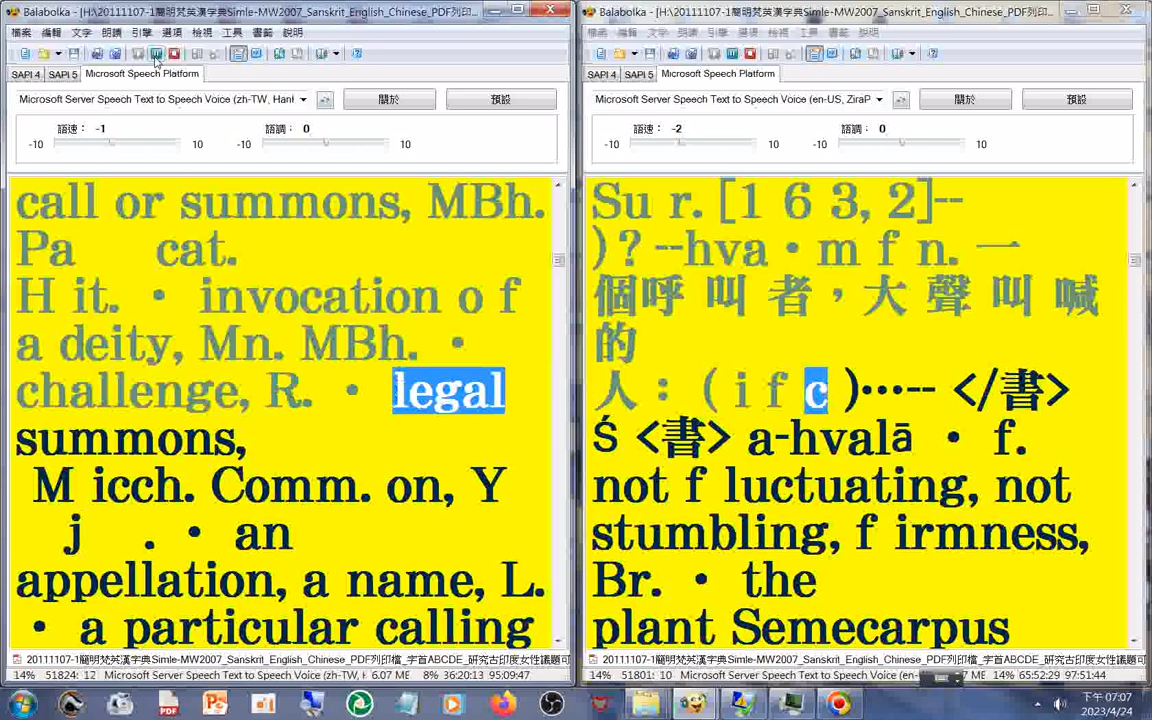 Balabolka - [H:\20111107-1簡明梵英漢字典Simle-MW2007_Sanskrit_English_Chinese_PDF列印...
檔案 編輯 文字 朗讀 引擎 選項 檢視 工具 書籤 說明
SAPI 4 SAPI 5 Microsoft Speech Platform
Microsoft Server Speech Text to Speech Voice (zh-TW, Han
關於 預設
語速： -1 語調： 0
-10 10 -10 10
call or summons, MBh.
Pa cat.
H it. • invocation o f
a deity, Mn. MBh. •
challenge, R. • legal
summons,
M icch. Comm. on, Y
j . • an
appellation, a name, L.
• a particular calling
20111107-1簡明梵英漢字典Simle-MW2007_Sanskrit_English_Chinese_PDF列印檔_字首ABCDE_研究古印度女性議題可
14% 51824: 12 Microsoft Server Speech Text to Speech Voice (zh-TW, H 6.07 ME 8% 36:20:13 95:09:47
Balabolka - [H:\20111107-1簡明梵英漢字典Simle-MW2007_Sanskrit_English_Chinese_PDF列印...
檔案 編輯 文字 朗讀 引擎 選項 檢視 工具 書籤 說明
SAPI 4 SAPI 5 Microsoft Speech Platform
Microsoft Server Speech Text to Speech Voice (en-US, ZiraP
關於 預設
語速： -2 語調： 0
-10 10 -10 10
Su r. [1 6 3, 2]--
)? --hva • m f n. 一
個呼 叫 者，大 聲 叫 喊
的
人： ( i f c )…-- </書>
Ś <書> a-hvalā • f.
not f luctuating, not
stumbling, f irmness,
Br. • the
plant Semecarpus
20111107-1簡明梵英漢字典Simle-MW2007_Sanskrit_English_Chinese_PDF列印檔_字首ABCDE_研究古印度女性議題可
14% 51801: 10 Microsoft Server Speech Text to Speech Voice (en-us 14% 65:52:29 97:51:44
下午 07:07
2023/4/24